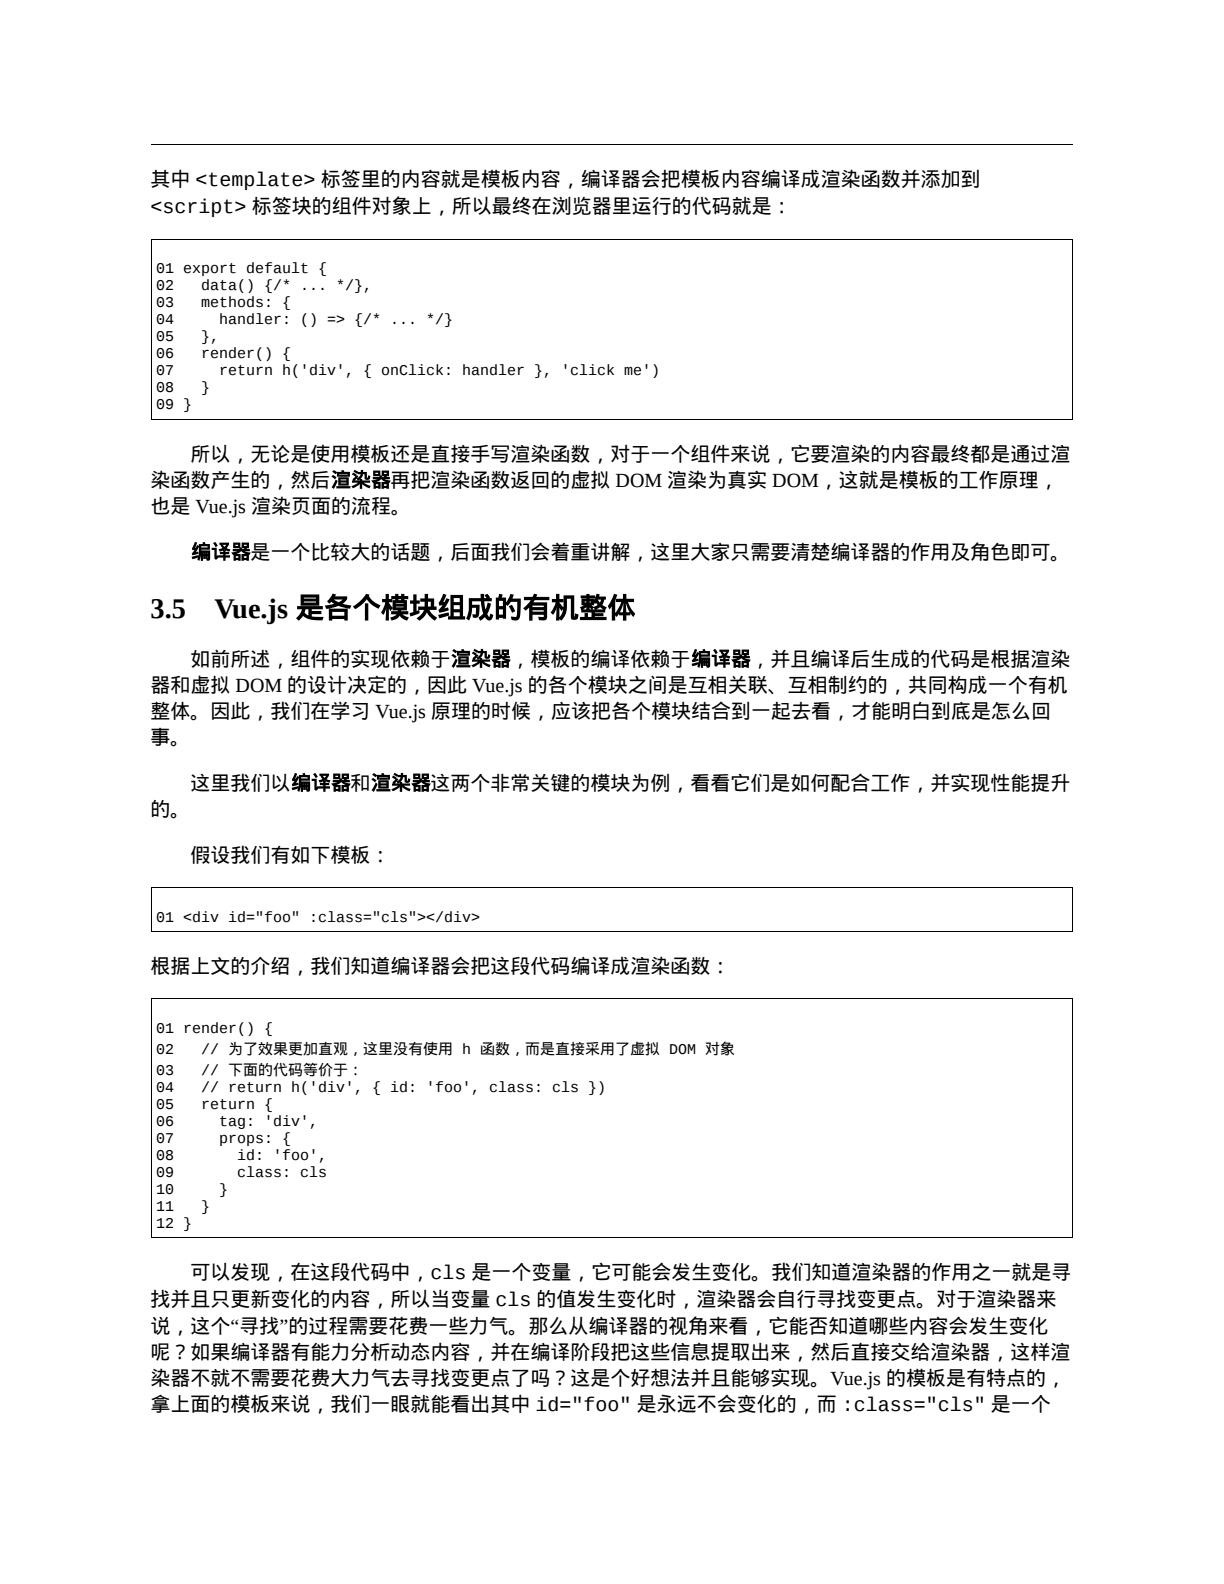 其中 <template> 标签里的内容就是模板内容，编译器会把模板内容编译成渲染函数并添加到
<script> 标签块的组件对象上，所以最终在浏览器里运行的代码就是：
01 export default {
02   data() {/* ... */},
03   methods: {
04     handler: () => {/* ... */}
05   },
06   render() {
07     return h('div', { onClick: handler }, 'click me')
08   }
09 }
所以，无论是使用模板还是直接手写渲染函数，对于一个组件来说，它要渲染的内容最终都是通过渲
染函数产生的，然后渲染器再把渲染函数返回的虚拟 DOM 渲染为真实 DOM，这就是模板的工作原理，
也是 Vue.js 渲染页面的流程。
编译器是一个比较大的话题，后面我们会着重讲解，这里大家只需要清楚编译器的作用及角色即可。
3.5 Vue.js 是各个模块组成的有机整体
如前所述，组件的实现依赖于渲染器，模板的编译依赖于编译器，并且编译后生成的代码是根据渲染
器和虚拟 DOM 的设计决定的，因此 Vue.js 的各个模块之间是互相关联、互相制约的，共同构成一个有机
整体。因此，我们在学习 Vue.js 原理的时候，应该把各个模块结合到一起去看，才能明白到底是怎么回
事。
这里我们以编译器和渲染器这两个非常关键的模块为例，看看它们是如何配合工作，并实现性能提升
的。
假设我们有如下模板：
01 <div id="foo" :class="cls"></div>
根据上文的介绍，我们知道编译器会把这段代码编译成渲染函数：
01 render() {
02   // 为了效果更加直观，这里没有使用 h 函数，而是直接采用了虚拟 DOM 对象
03   // 下面的代码等价于：
04   // return h('div', { id: 'foo', class: cls })
05   return {
06     tag: 'div',
07     props: {
08       id: 'foo',
09       class: cls
10     }
11   }
12 }
可以发现，在这段代码中，cls 是一个变量，它可能会发生变化。我们知道渲染器的作用之一就是寻
找并且只更新变化的内容，所以当变量 cls 的值发生变化时，渲染器会自行寻找变更点。对于渲染器来
说，这个“寻找”的过程需要花费一些力气。那么从编译器的视角来看，它能否知道哪些内容会发生变化
呢？如果编译器有能力分析动态内容，并在编译阶段把这些信息提取出来，然后直接交给渲染器，这样渲
染器不就不需要花费大力气去寻找变更点了吗？这是个好想法并且能够实现。Vue.js 的模板是有特点的，
拿上面的模板来说，我们一眼就能看出其中 id="foo" 是永远不会变化的，而 :class="cls" 是一个